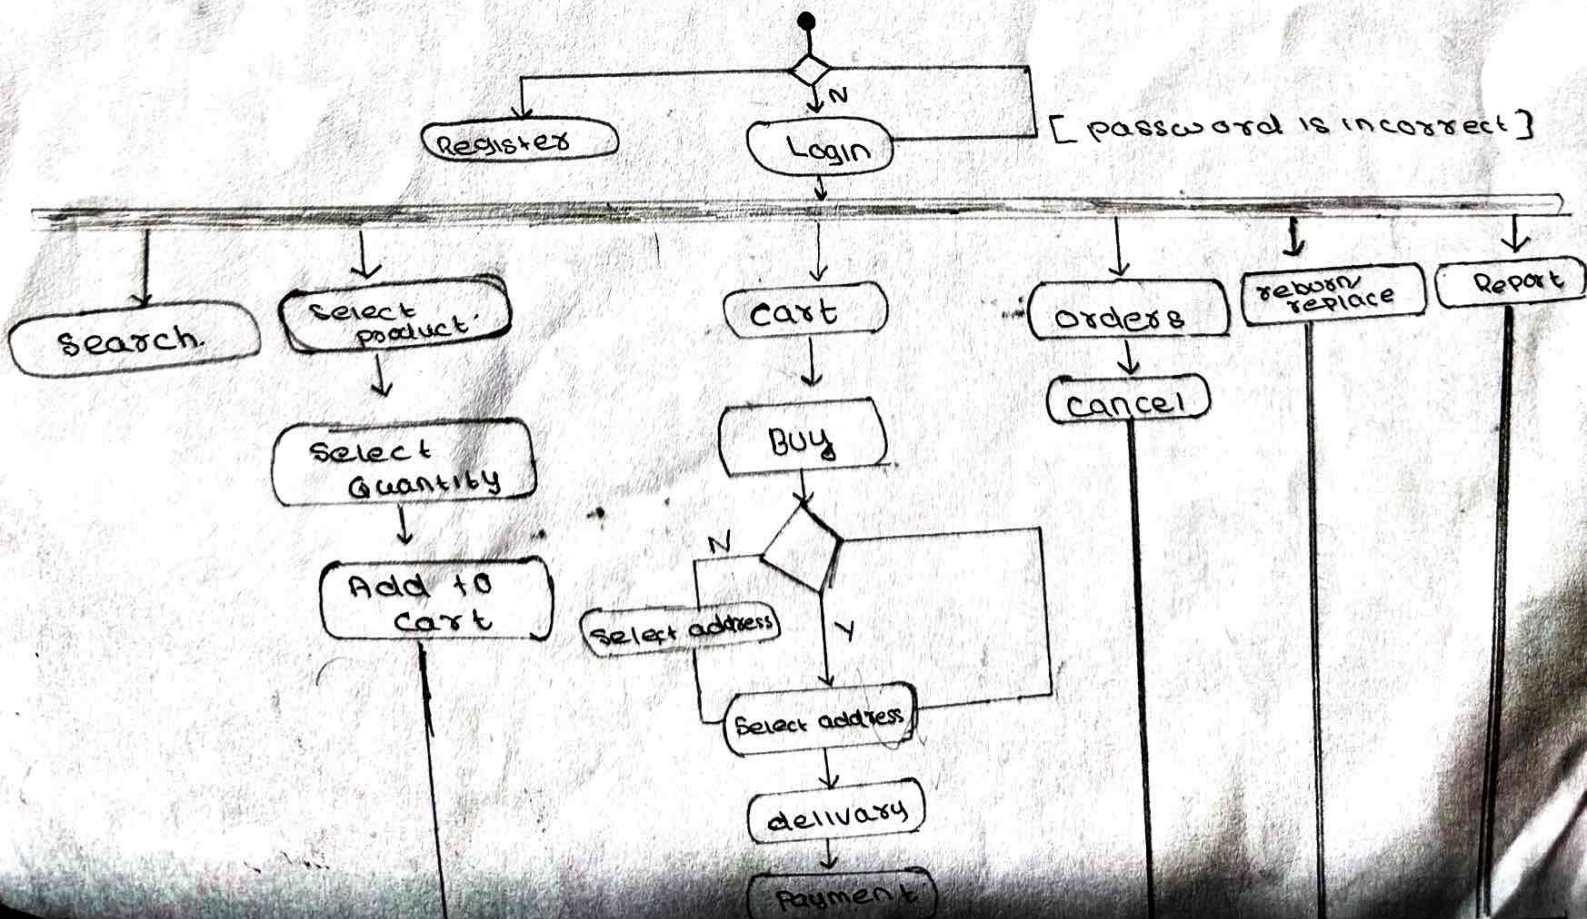 N
Register
Login
[ password is incorrect ]
Search.
Select
product.
cart
orders
replace
Report
cancel
Select
Quantity
Buy
N
Add to
cart
Select address
Y
Select address
delivary
Payment